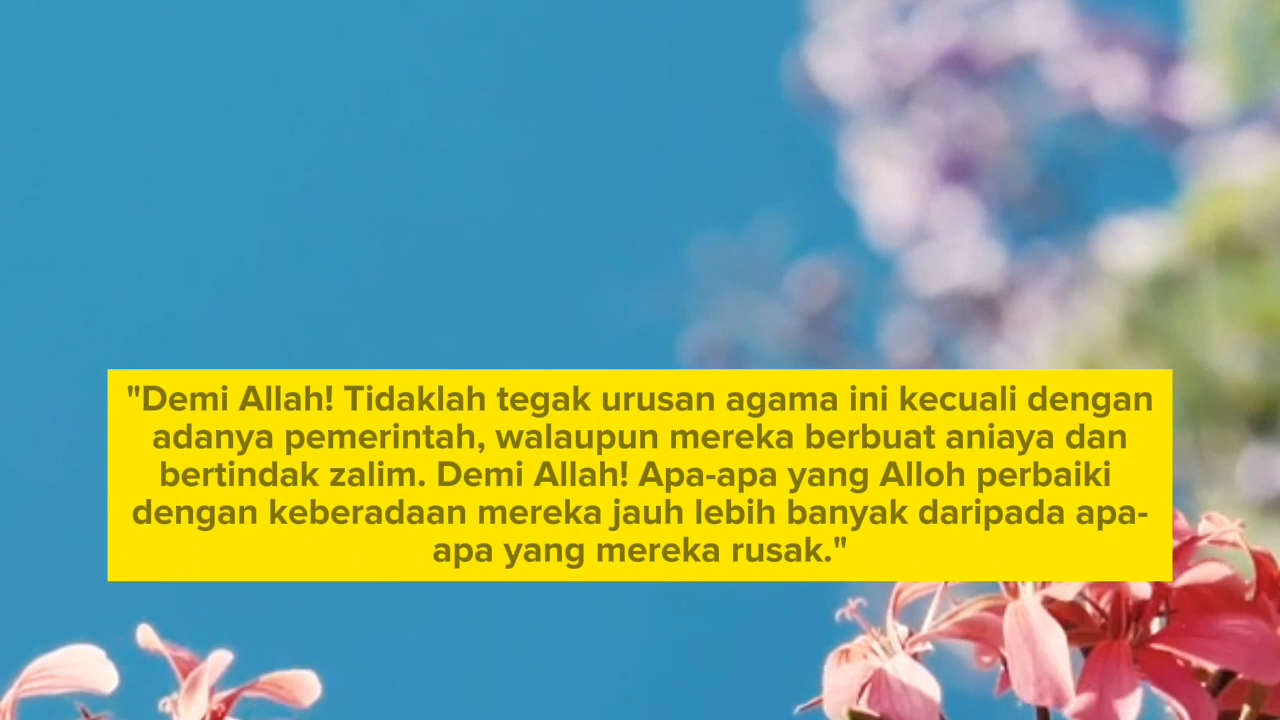 "Demi Allah! Tidaklah tegak urusan agama ini kecuali dengan
adanya pemerintah, walaupun mereka berbuat aniaya dan
bertindak zalim. Demi Allah! Apa-apa yang Alloh perbaiki
dengan keberadaan mereka jauh lebih banyak daripada apa-
apa yang mereka rusak."